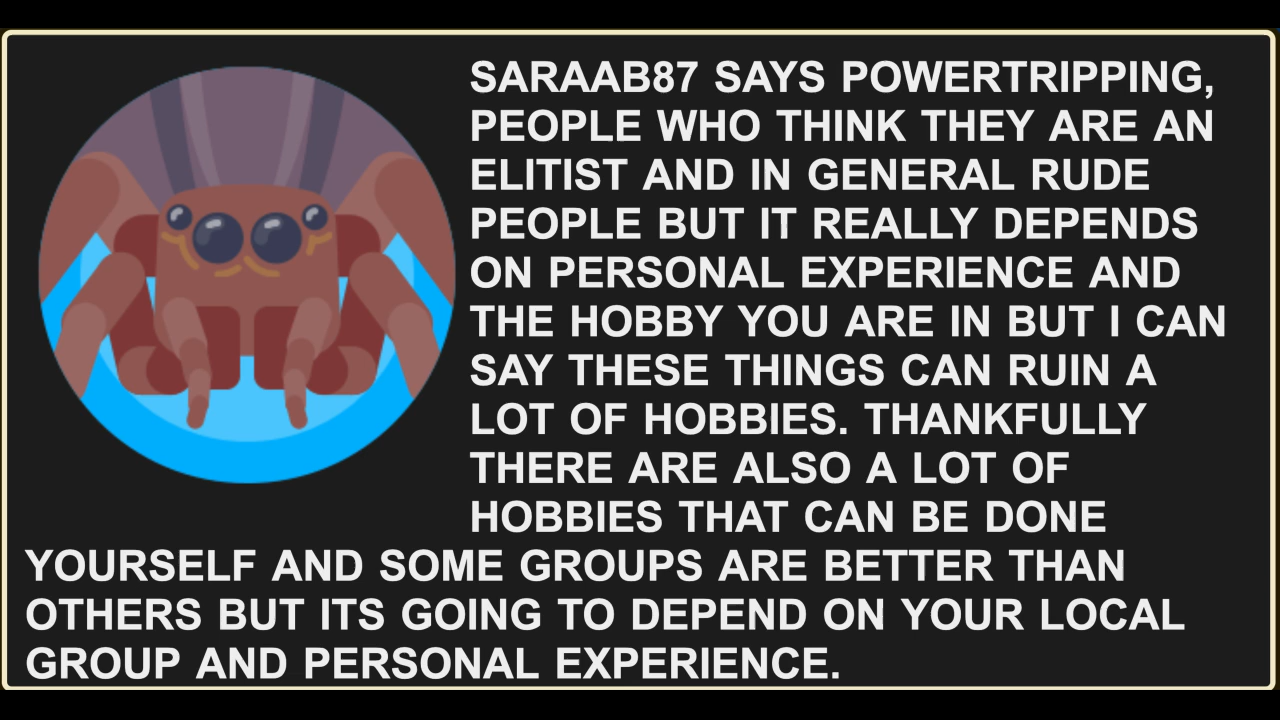 SARAAB87 SAYS POWERTRIPPING,
PEOPLE WHO THINK THEY ARE AN
ELITIST AND IN GENERAL RUDE
PEOPLE BUT IT REALLY DEPENDS
ON PERSONAL EXPERIENCE AND
THE HOBBY YOU ARE IN BUT I CAN
SAY THESE THINGS CAN RUIN A
LOT OF HOBBIES. THANKFULLY
THERE ARE ALSO A LOT OF
HOBBIES THAT CAN BE DONE
YOURSELF AND SOME GROUPS ARE BETTER THAN
OTHERS BUT ITS GOING TO DEPEND ON YOUR LOCAL
GROUP AND PERSONAL EXPERIENCE.